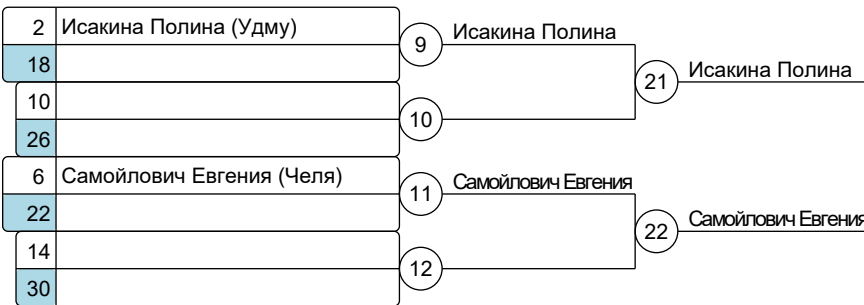 2 Исакина Полина (Удму)
9 Исакина Полина
18
21 Исакина Полина
10
10
26
6 Самойлович Евгения (Челя)
11 Самойлович Евгения
22
22 Самойлович Евгения
14
12
30